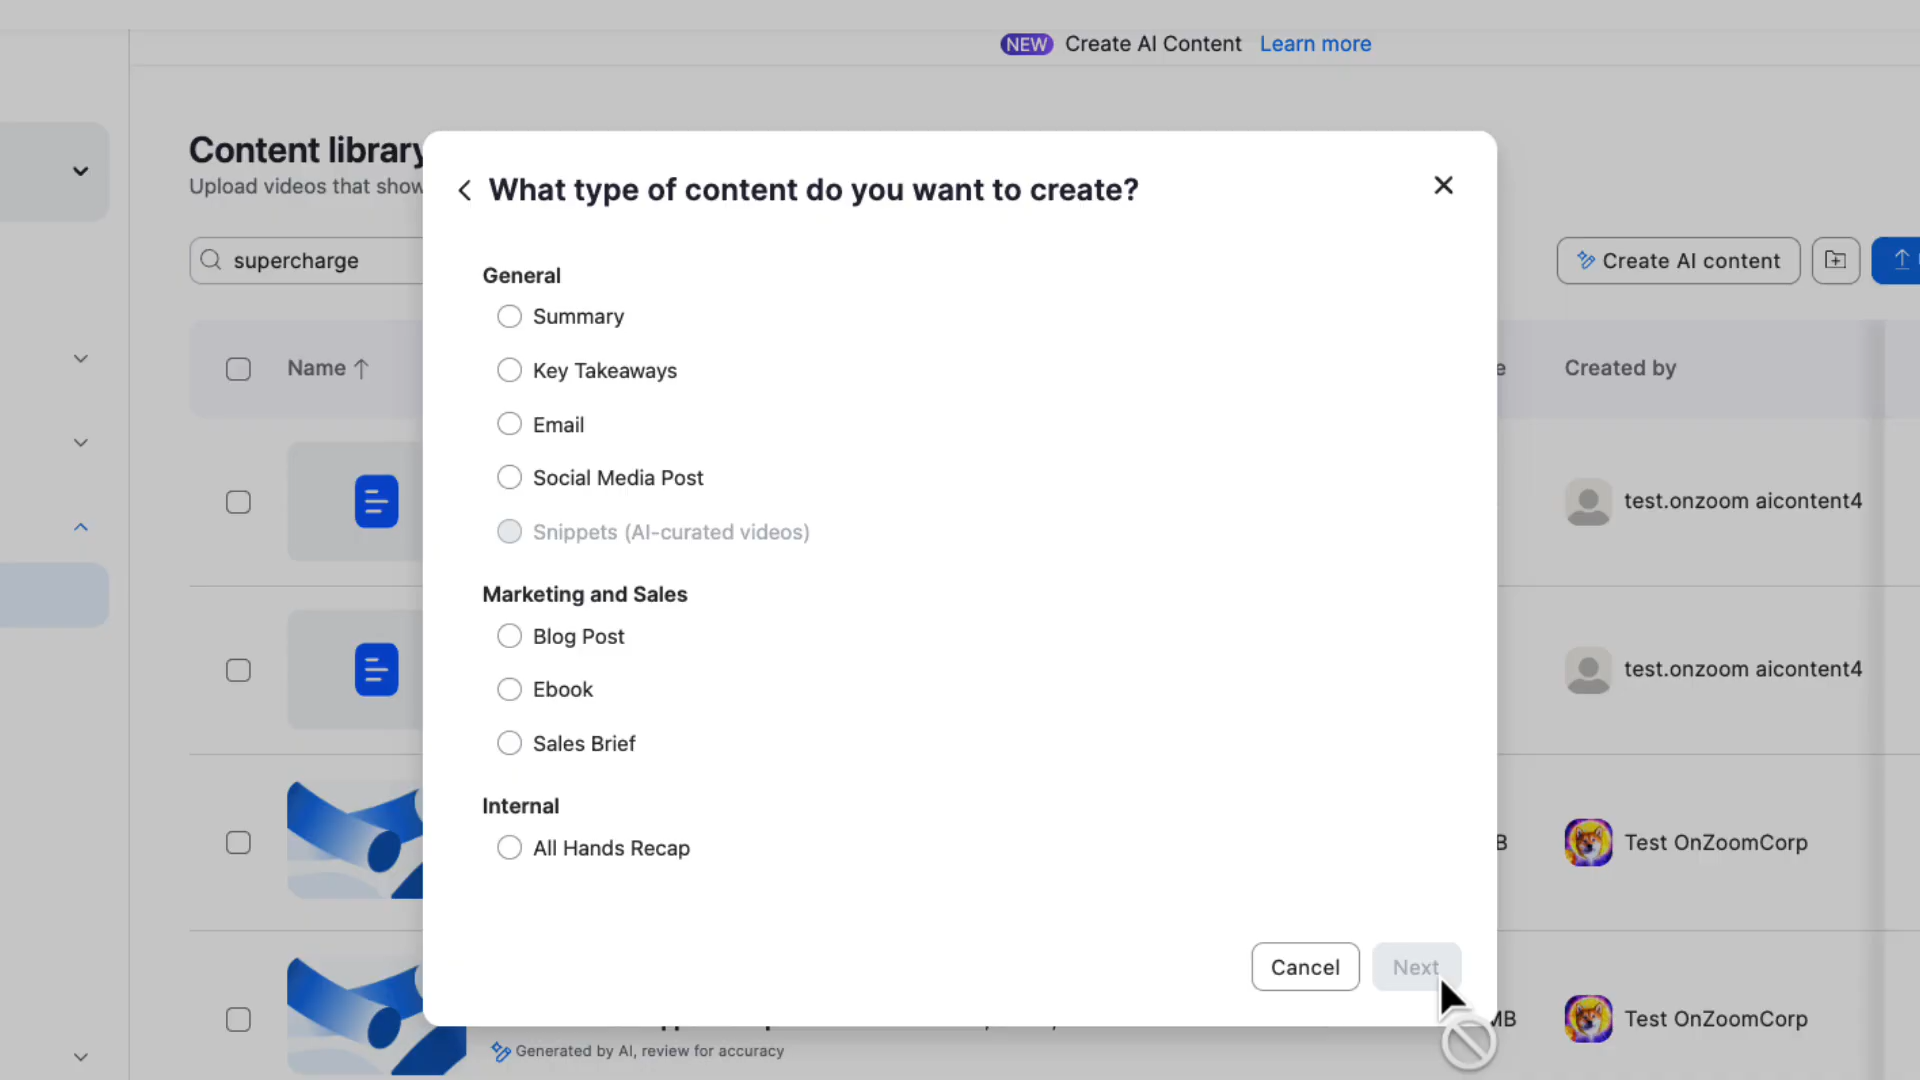 NEW Create AI Content Learn more
Content library
Upload videos that show
supercharge
Create AI content
Name
Created by
What type of content do you want to create?
General
Summary
Key Takeaways
Email
Social Media Post
Snippets (AI-curated videos)
Marketing and Sales
Blog Post
Ebook
Sales Brief
Internal
All Hands Recap
Cancel
Next
test.onzoom aicontent4
test.onzoom aicontent4
B
Test OnZoomCorp
MB
Test OnZoomCorp
Generated by AI, review for accuracy